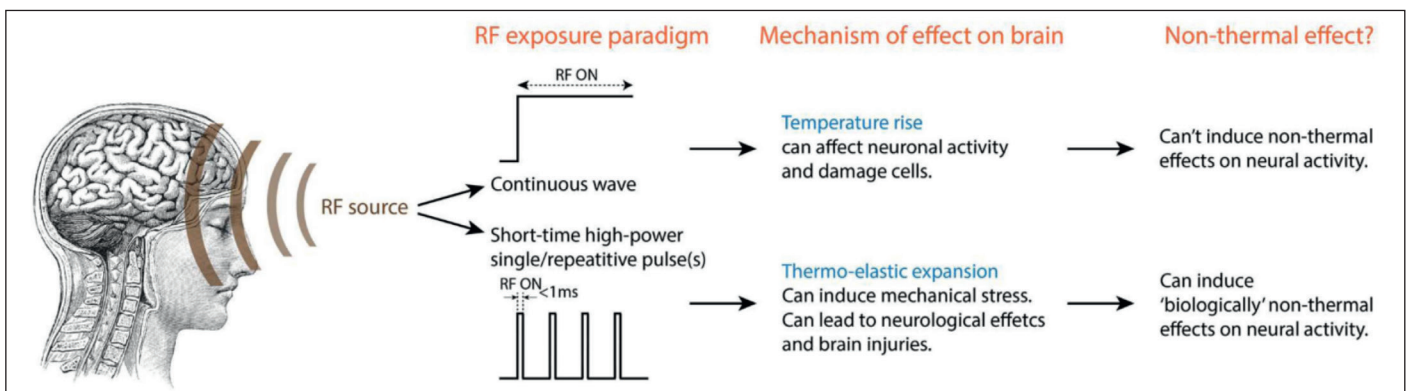 RF exposure paradigm
Mechanism of effect on brain
Non-thermal effect?
RF ON
Temperature rise
can affect neuronal activity
and damage cells.
Can't induce non-thermal
effects on neural activity.
Continuous wave
RF source
Short-time high-power
single/repeatitive pulse(s)
RF ON
<1ms
Thermo-elastic expansion
Can induce mechanical stress.
Can lead to neurological effetcs
and brain injuries.
Can induce
'biologically' non-thermal
effects on neural activity.